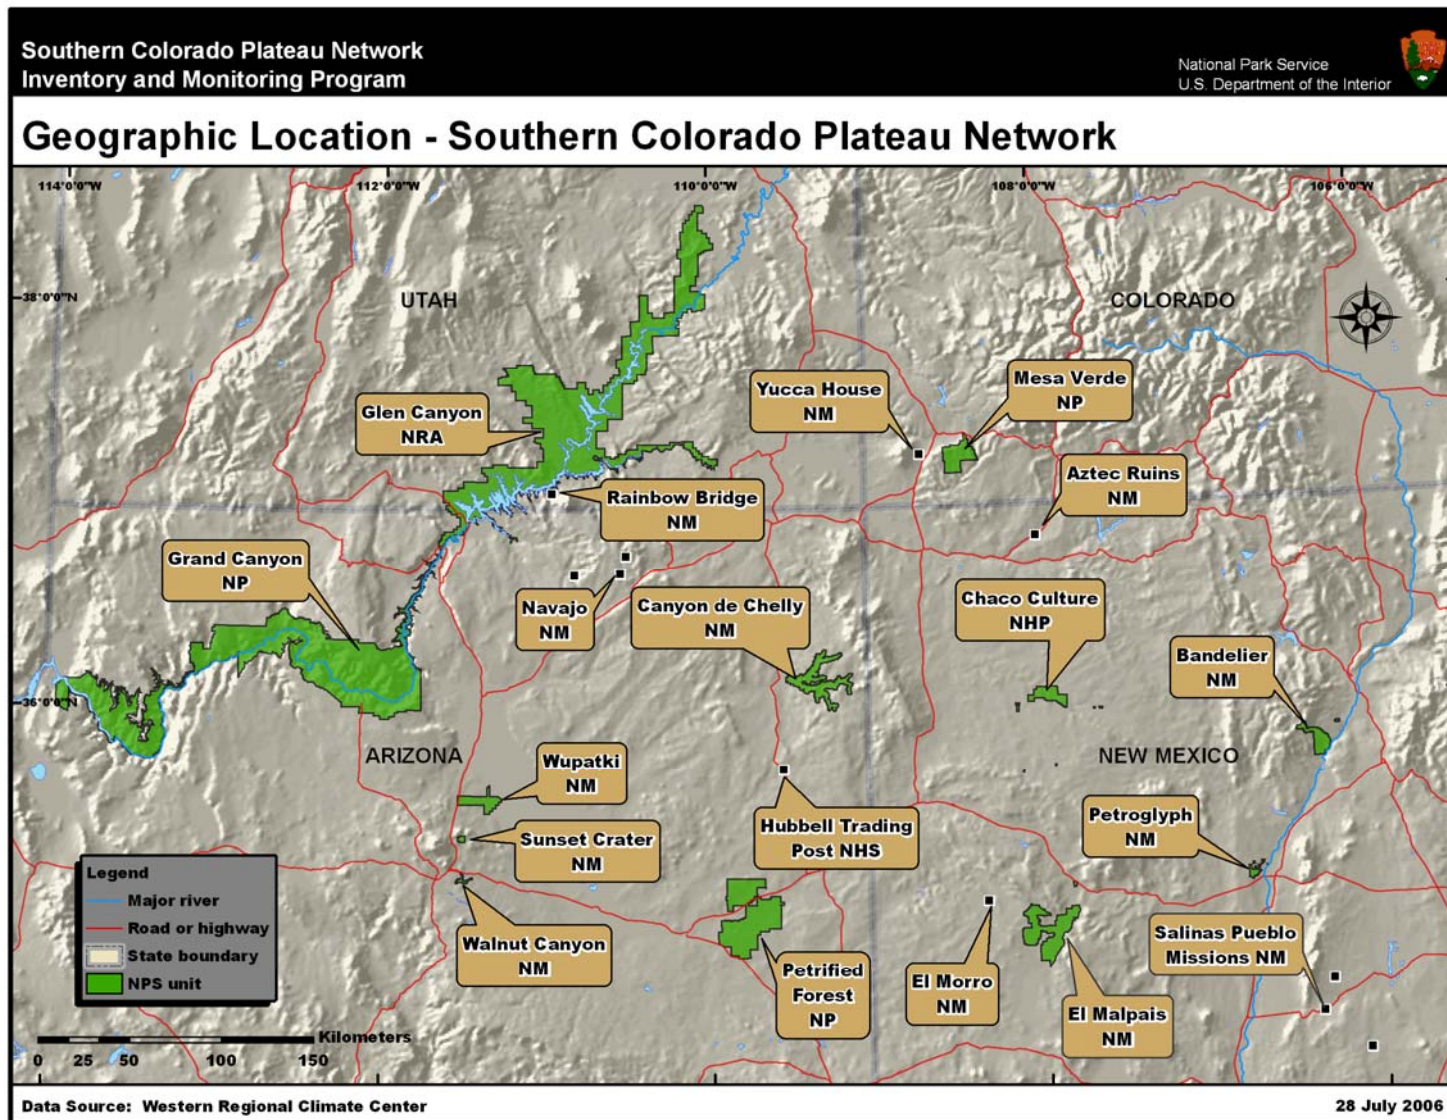 Southern Colorado Plateau Network
Inventory and Monitoring Program
National Park Service
U.S. Department of the Interior
Geographic Location - Southern Colorado Plateau Network
114°0'0"W
112°0'0"W
110°0'0"W
108°0'0"W
106°0'0"W
38°0'0"N
UTAH
COLORADO
Glen Canyon
NRA
Yucca House
NM
Mesa Verde
NP
Aztec Ruins
NM
Rainbow Bridge
NM
Grand Canyon
NP
Navajo
NM
Canyon de Chelly
NM
Chaco Culture
NHP
Bandelier
NM
36°0'0"N
ARIZONA
NEW MEXICO
Wupatki
NM
Sunset Crater
NM
Hubbell Trading
Post NHS
Petroglyph
NM
Walnut Canyon
NM
Petrified
Forest
NP
El Morro
NM
El Malpais
NM
Salinas Pueblo
Missions NM
Legend
Major river
Road or highway
State boundary
NPS unit
Kilometers
0 25 50 100 150
Data Source: Western Regional Climate Center
28 July 2006